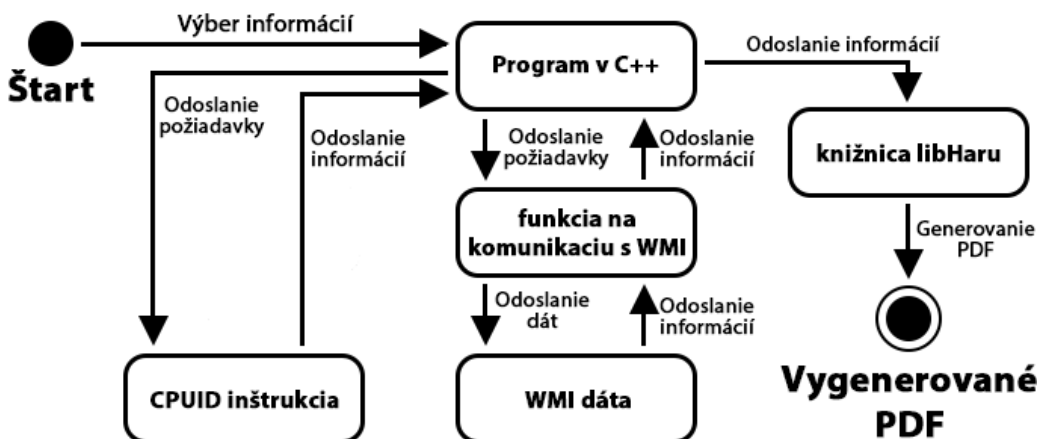 Výber informácií
Štart
Program v C++
Odoslanie informácií
Odoslanie
požiadavky
Odoslanie
informácií
Odoslanie
požiadavky
Odoslanie
informácií
knižnica libHaru
funkcia na
komunikaciu s WMI
Generovanie
PDF
Odoslanie
dát
Odoslanie
informácií
CPUID inštrukcia
WMI dáta
Vygenerované
PDF